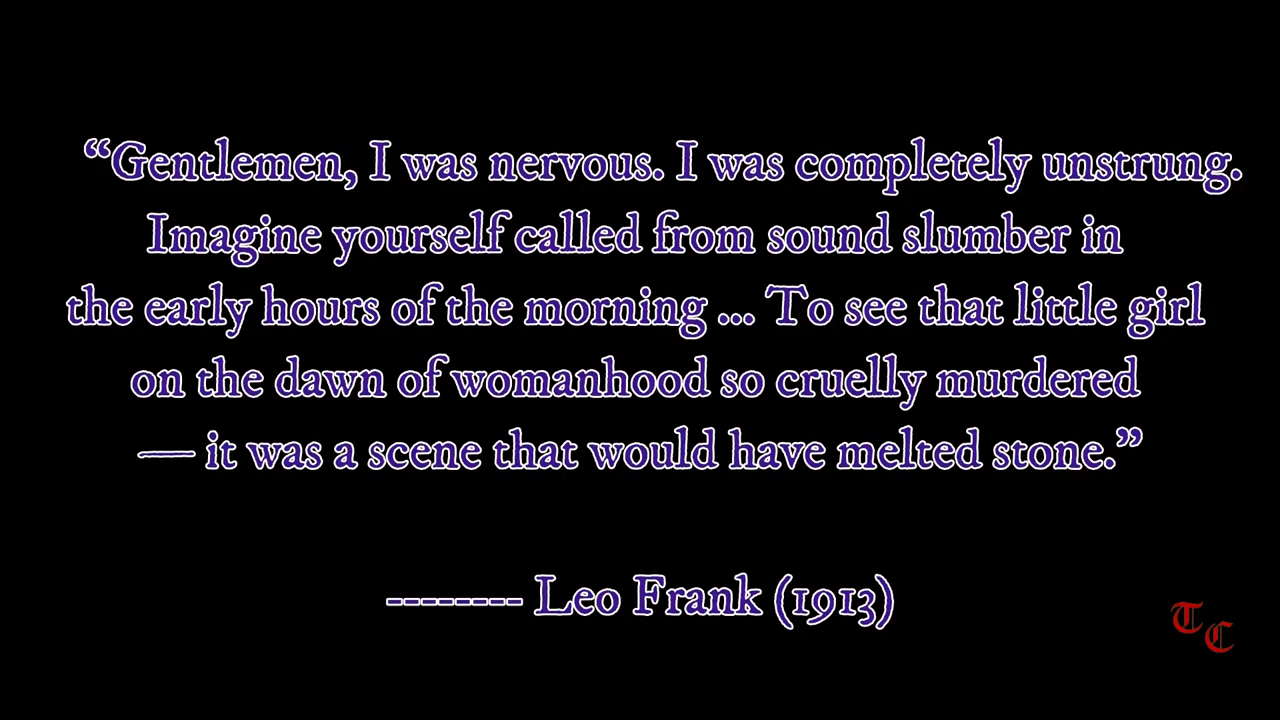 “Gentlemen, I was nervous. I was completely unstrung.
Imagine yourself called from sound slumber in
the early hours of the morning ... To see that little girl
on the dawn of womanhood so cruelly murdered
— it was a scene that would have melted stone.”
-------- Leo Frank (1913)
T C